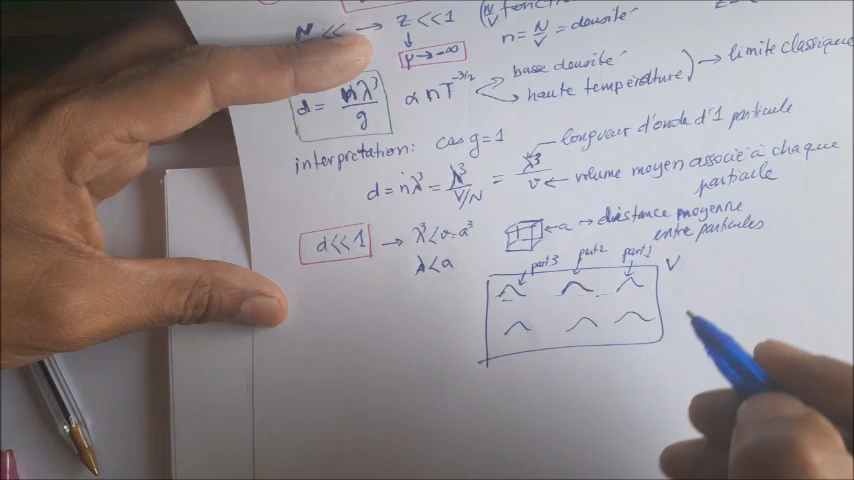 N << → z << 1
n = N/V = densité
μ → -∞
d = nλ³/g ∝ nT^-3/2
basse densité
haute température
→ limite classique
interprétation: cas g=1
longueur d'onde d'1 particule
d = nλ³ = λ³/(V/N) = λ³/v
volume moyen associé à chaque
particule
d << 1 → λ³ < v = a³
λ < a
a → distance moyenne
entre particules
part3 part2 part1
V